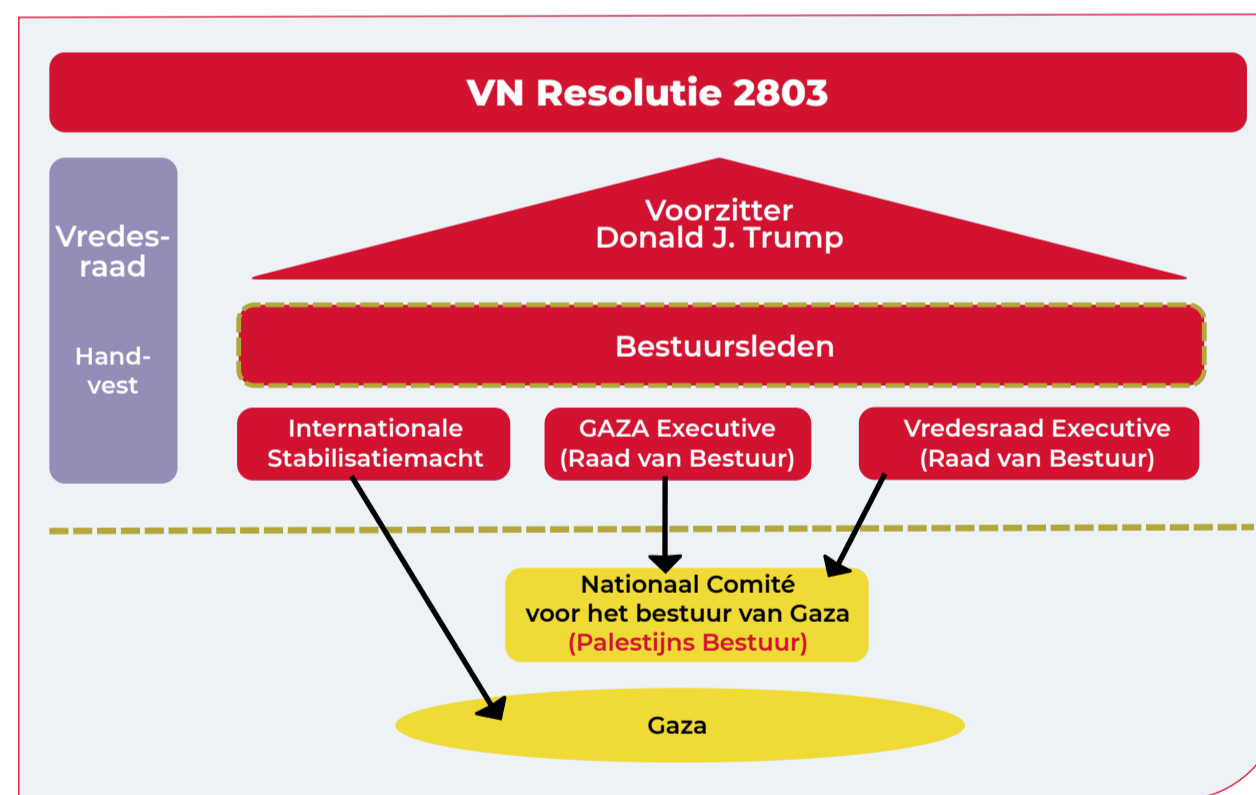 VN Resolutie 2803
Vredes-
raad
Hand-
vest
Voorzitter
Donald J. Trump
Bestuursleden
Internationale
Stabilisatiemacht
GAZA Executive
(Raad van Bestuur)
Vredesraad Executive
(Raad van Bestuur)
Nationaal Comité
voor het bestuur van Gaza
(Palestijns Bestuur)
Gaza